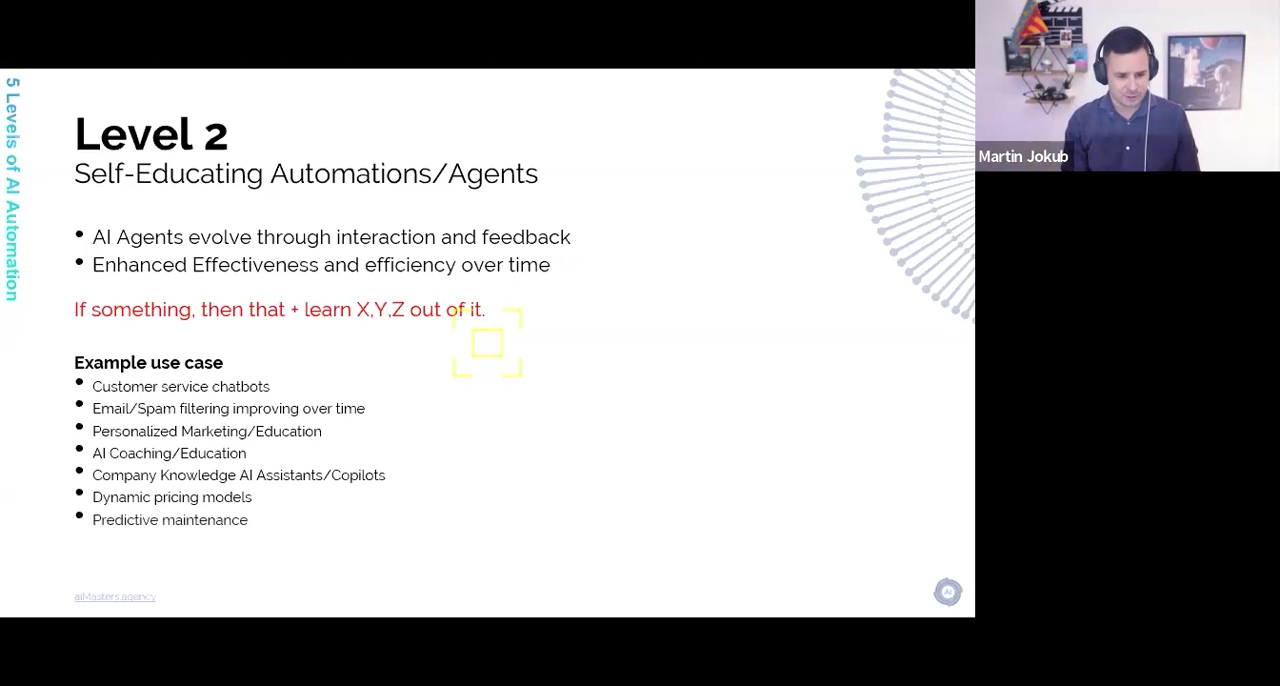 5 Levels of AI Automation
Level 2
Self-Educating Automations/Agents
• AI Agents evolve through interaction and feedback
• Enhanced Effectiveness and efficiency over time
If something, then that + learn X,Y,Z out of it.
Example use case
• Customer service chatbots
• Email/Spam filtering improving over time
• Personalized Marketing/Education
• AI Coaching/Education
• Company Knowledge AI Assistants/Copilots
• Dynamic pricing models
• Predictive maintenance
aiMasters.agency
AI
Martin Jokub